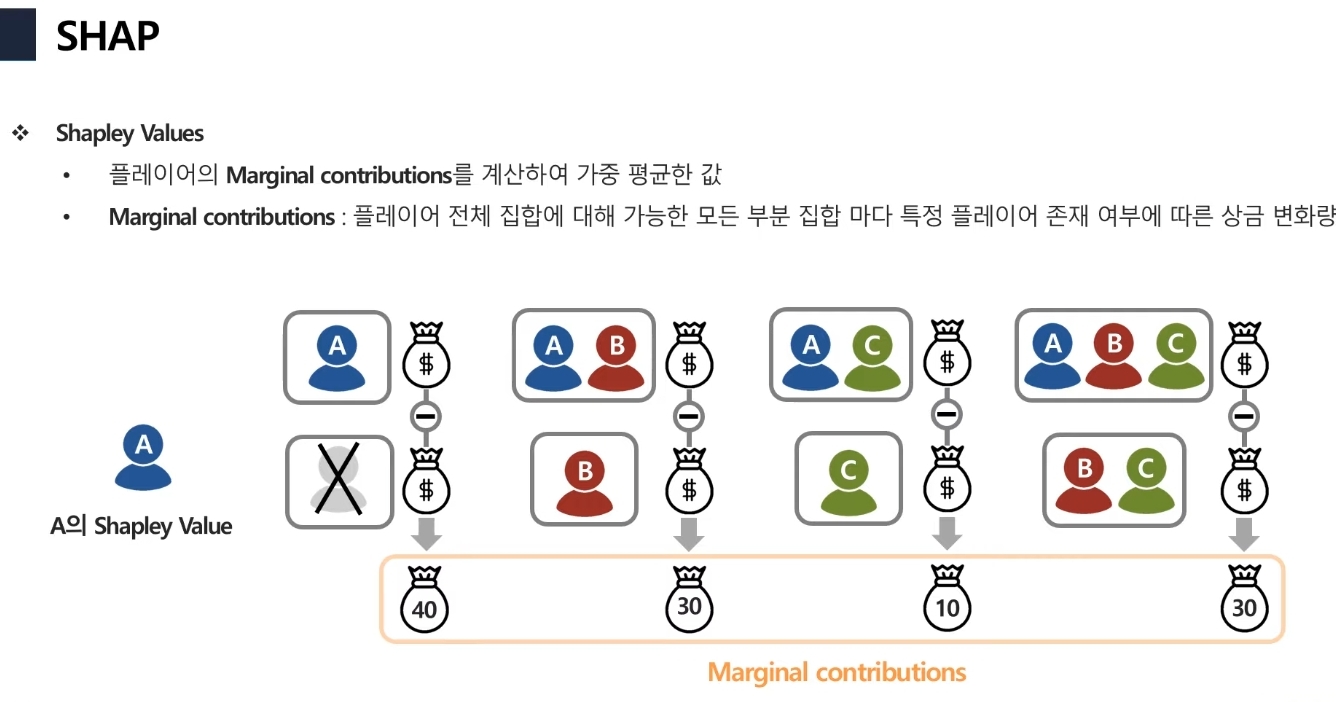 SHAP
❖ Shapley Values
• 플레이어의 Marginal contributions를 계산하여 가중 평균한 값
• Marginal contributions : 플레이어 전체 집합에 대해 가능한 모든 부분 집합 마다 특정 플레이어 존재 여부에 따른 상금 변화량
A $ A B $ A C $ A B C $
A
$ B $ C $ B C $
A의 Shapley Value
40 30 10 30
Marginal contributions